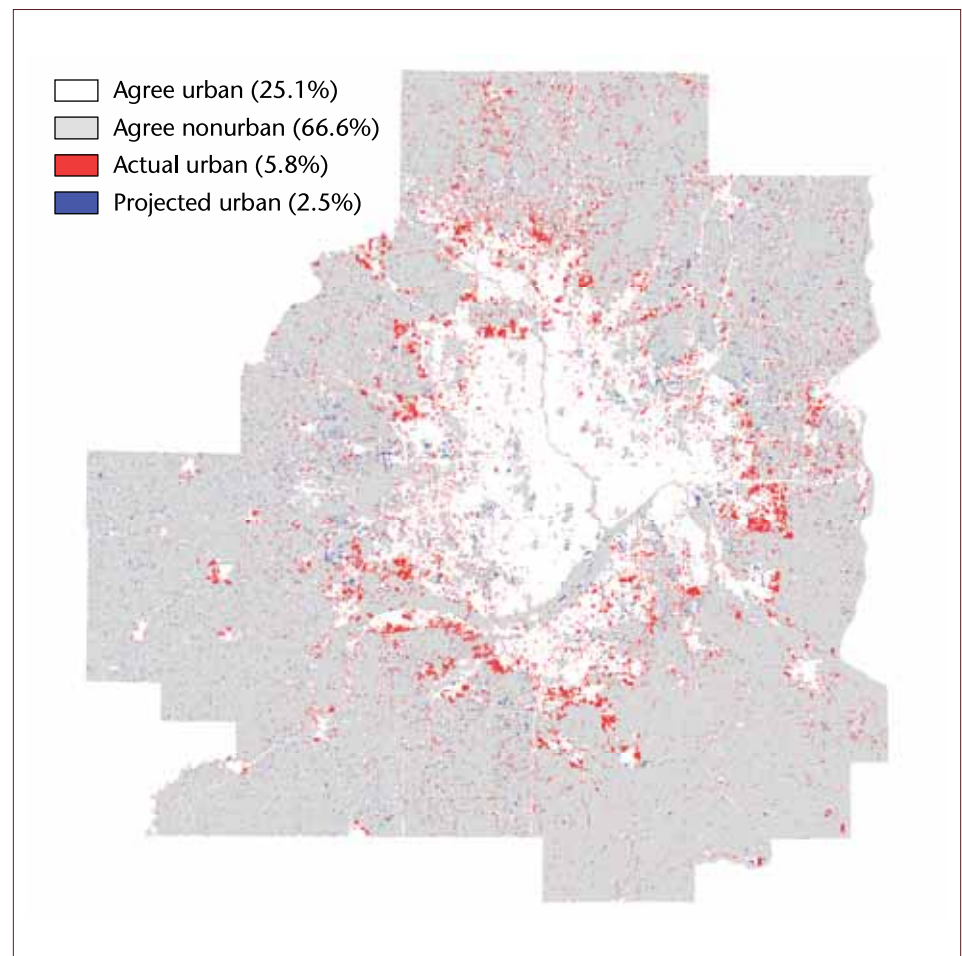 Agree urban (25.1%)
Agree nonurban (66.6%)
Actual urban (5.8%)
Projected urban (2.5%)